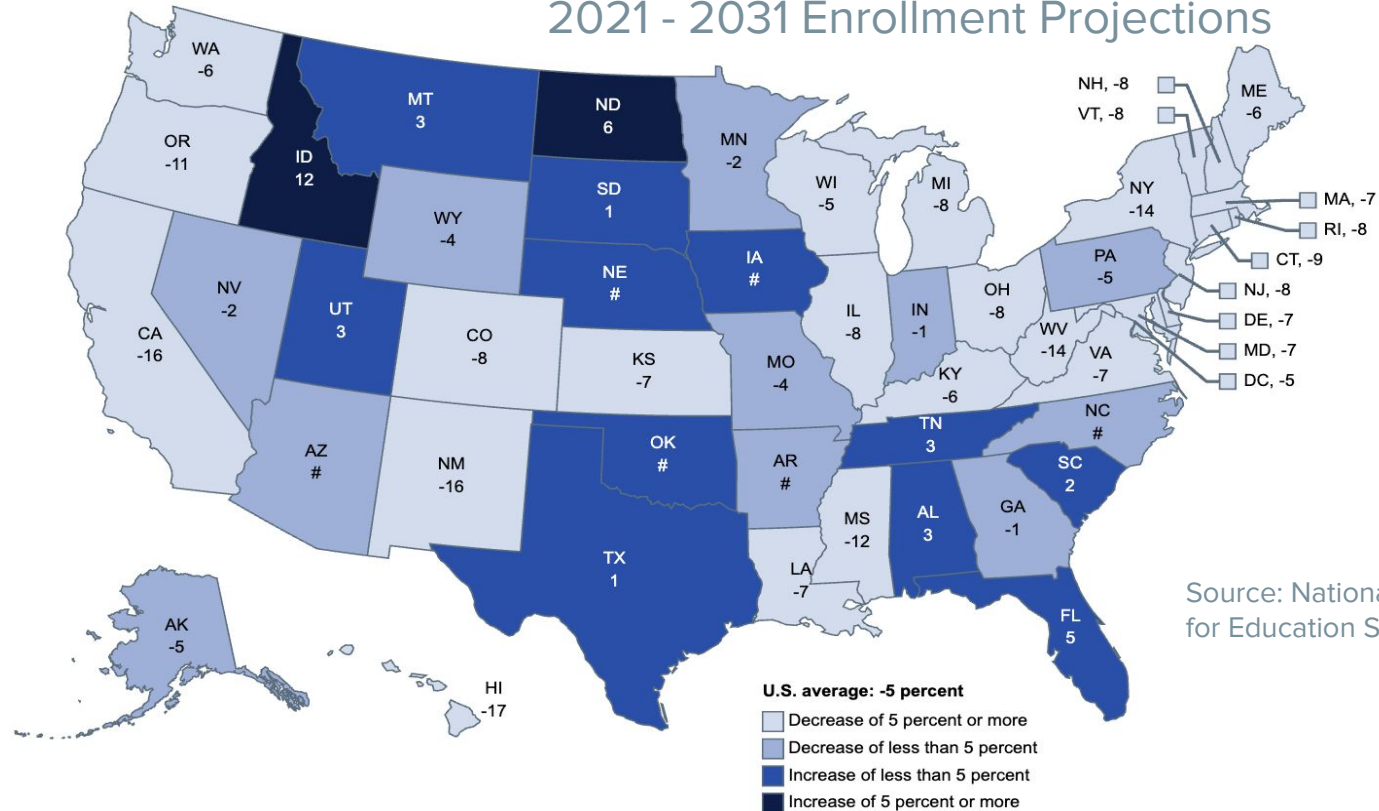 2021 - 2031 Enrollment Projections
WA
-6
OR
-11
CA
-16
NV
-2
ID
12
MT
3
WY
-4
UT
3
AZ
#
CO
-8
NM
-16
ND
6
SD
1
NE
#
KS
-7
OK
#
TX
1
MN
-2
IA
#
MO
-4
AR
#
LA
-7
WI
-5
IL
-8
MI
-8
IN
-1
OH
-8
KY
-6
TN
3
MS
-12
AL
3
GA
-1
FL
5
SC
2
NC
#
VA
-7
WV
-14
PA
-5
NY
-14
ME
-6
NH, -8
VT, -8
MA, -7
RI, -8
CT, -9
NJ, -8
DE, -7
MD, -7
DC, -5
AK
-5
HI
-17
Source: Nationa
for Education S
U.S. average: -5 percent
Decrease of 5 percent or more
Decrease of less than 5 percent
Increase of less than 5 percent
Increase of 5 percent or more